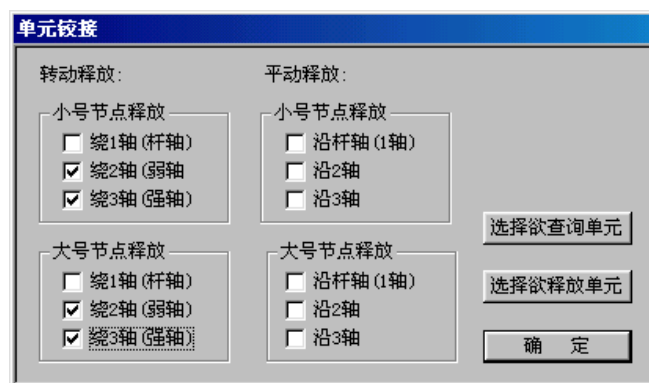 单元铰接
转动释放:
平动释放:
小号节点释放
绕1轴(杆轴)
绕2轴(弱轴
绕3轴(强轴)
小号节点释放
沿杆轴(1轴)
沿2轴
沿3轴
大号节点释放
绕1轴(杆轴)
绕2轴(弱轴)
绕3轴(强轴)
大号节点释放
沿杆轴(1轴)
沿2轴
沿3轴
选择欲查询单元
选择欲释放单元
确 定